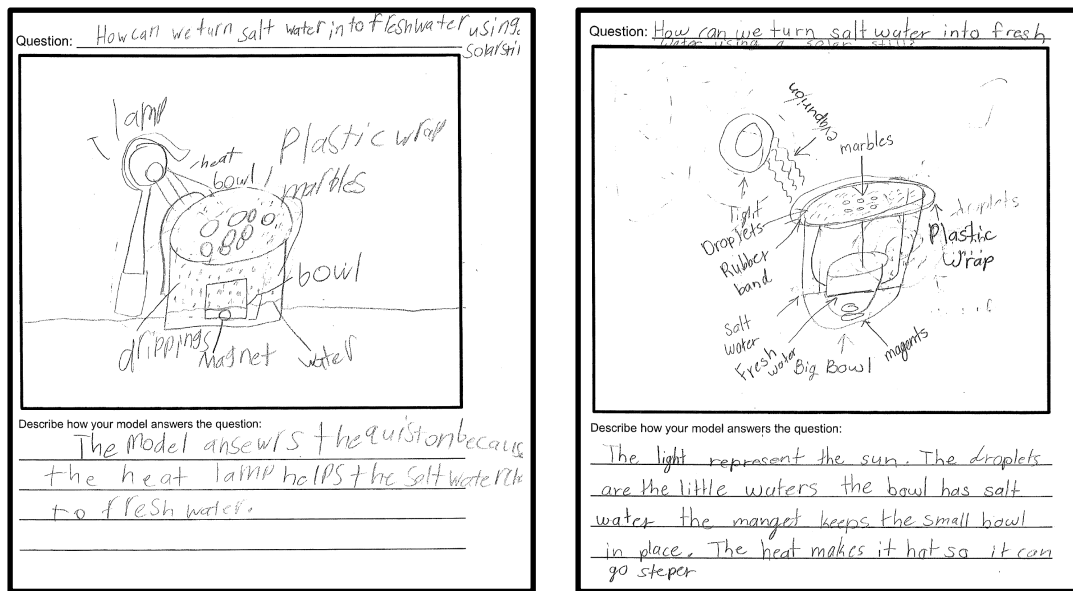 Question: How can we turn salt water into freshwater using
solar stil
lamp
heat
bowl
Plastic wrap
marbles
bowl
drippings
Magnet
water
Describe how your model answers the question:
The Model ansewrs the quiston because
the heat lamp helps the salt water
to fresh water.
Question: How can we turn salt water into fresh
water using a solar still?
marbles
light
Droplets
Rubber
band
droplets
Plastic
Wrap
Salt
water
Fresh
water
Big Bowl
magents
Describe how your model answers the question:
The light represent the sun. The droplets
are the little waters the bowl has salt
water the manget keeps the small bowl
in place. The heat makes it hot so it can
go steper